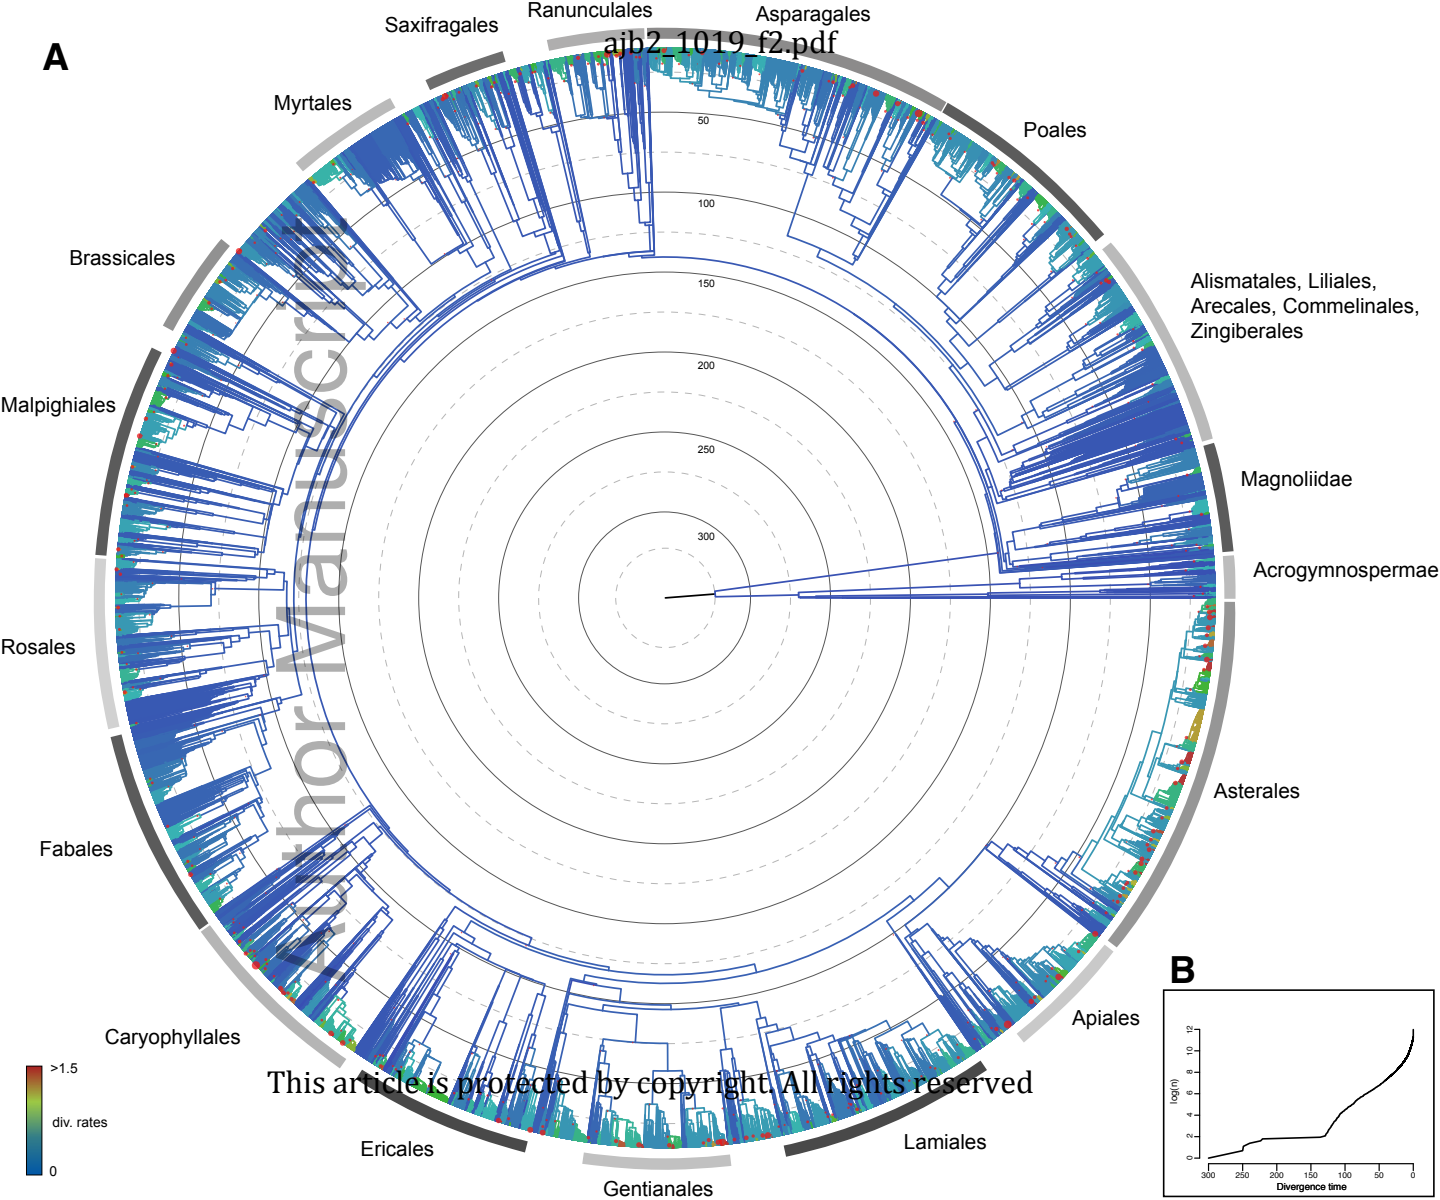 Ranunculales
Asparagales
Saxifragales
ajb2_1019_f2.pdf
A
Myrtales
50
Poales
100
Brassicales
150
Alismatales, Liliales,
Arecales, Commelinales,
Zingiberales
200
Malpighiales
250
Magnoliidae
300
Acrogymnospermae
Author Manuscript
Rosales
Asterales
Fabales
B
Caryophyllales
Apiales
>1.5
div. rates
0
This article is protected by copyright. All rights reserved
Ericales
Lamiales
Gentianales
log(n)
12
10
8
6
4
2
0
300 250 200 150 100 50 0
Divergence time